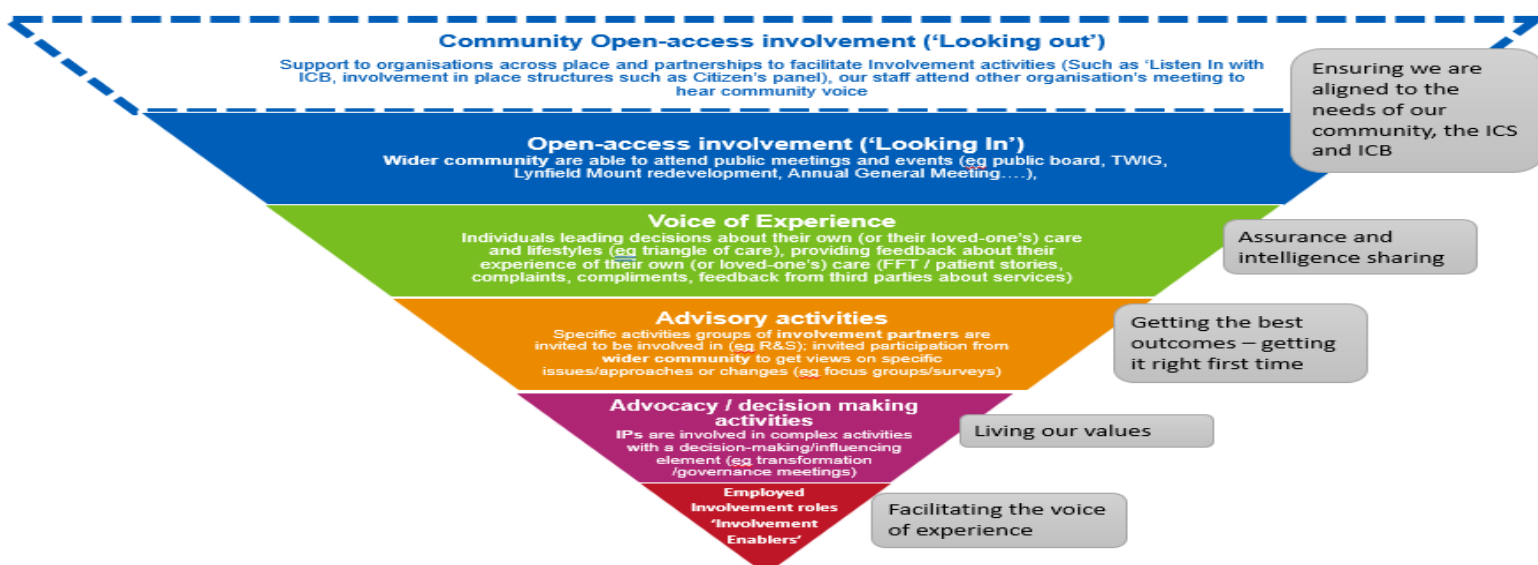 Community Open-access involvement (‘Looking out’)
Support to organisations across place and partnerships to facilitate Involvement activities (Such as ‘Listen In with
ICB, involvement in place structures such as Citizen’s panel), our staff attend other organisation’s meeting to
hear community voice
Ensuring we are
aligned to the
needs of our
community, the ICS
and ICB
Open-access involvement (‘Looking In’)
Wider community are able to attend public meetings and events (eg public board, TWIG,
Lynfield Mount redevelopment, Annual General Meeting….),
Voice of Experience
Individuals leading decisions about their own (or their loved-one’s) care
and lifestyles (eg triangle of care), providing feedback about their
experience of their own (or loved-one’s) care (FFT / patient stories,
complaints, compliments, feedback from third parties about services)
Assurance and
intelligence sharing
Advisory activities
Specific activities groups of involvement partners are
invited to be involved in (eg R&S); invited participation from
wider community to get views on specific
issues/approaches or changes (eg focus groups/surveys)
Getting the best
outcomes – getting
it right first time
Advocacy / decision making
activities
IPs are involved in complex activities
with a decision-making/influencing
element (eg transformation
/governance meetings)
Living our values
Employed
Involvement roles
‘Involvement
Enablers’
Facilitating the voice
of experience